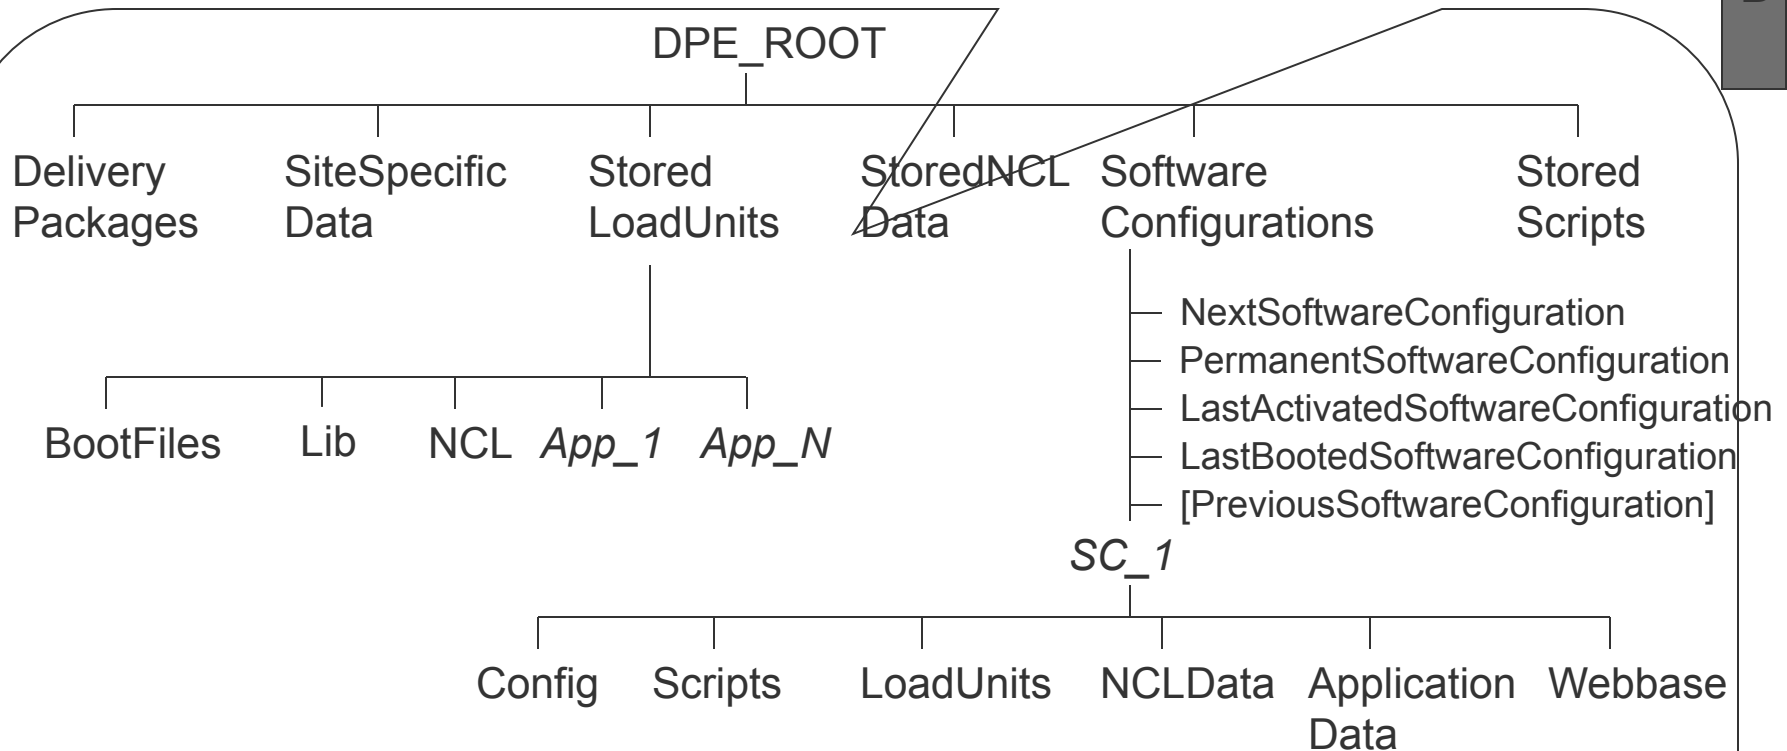 DPE_ROOT
Delivery
Packages
SiteSpecific
Data
Stored
LoadUnits
StoredNCL
Data
Software
Configurations
Stored
Scripts
NextSoftwareConfiguration
PermanentSoftwareConfiguration
LastActivatedSoftwareConfiguration
LastBootedSoftwareConfiguration
[PreviousSoftwareConfiguration]
BootFiles
Lib
NCL
App_1
App_N
SC_1
Config
Scripts
LoadUnits
NCLData
Application
Data
Webbase